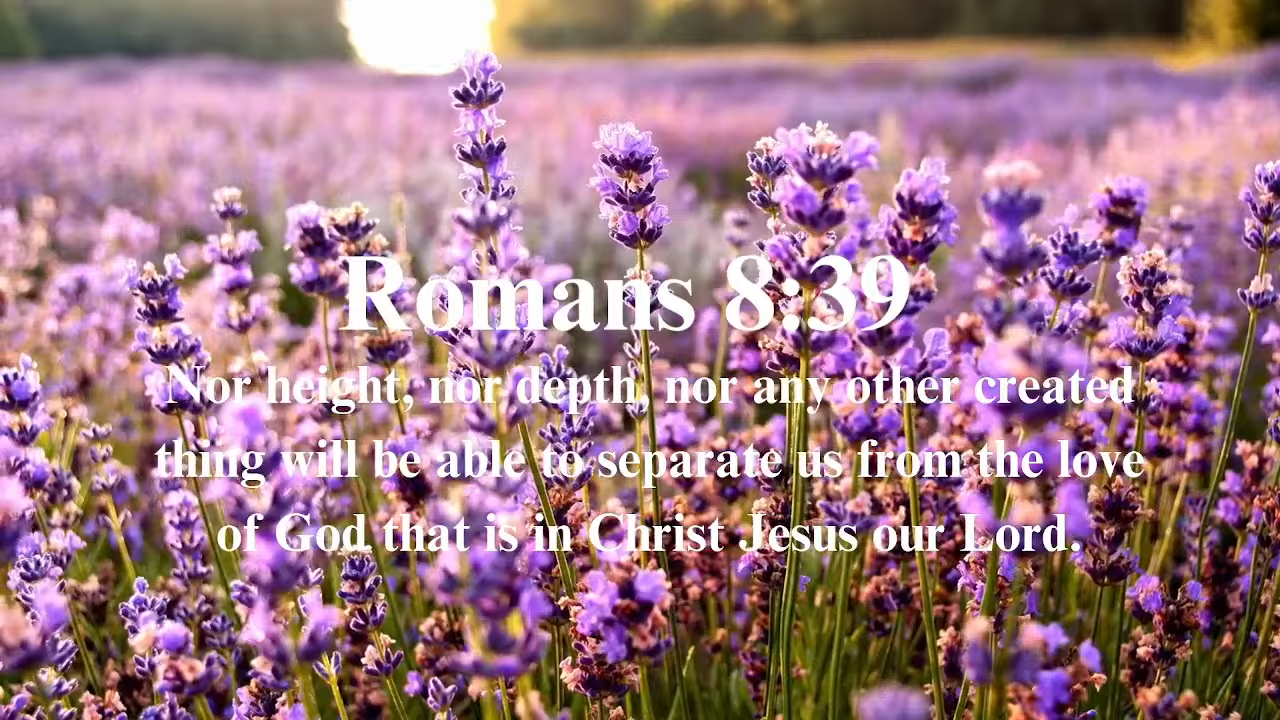 Romans 8:39
Nor height, nor depth, nor any other created
thing will be able to separate us from the love
of God that is in Christ Jesus our Lord.